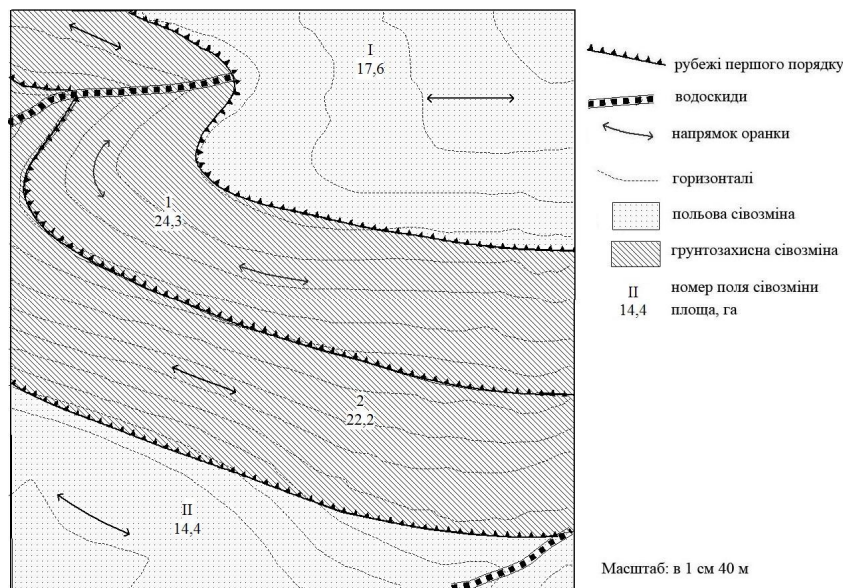 I
17,6
1
24,3
2
22,2
II
14,4
рубежі першого порядку
водоскиди
напрямок оранки
горизонталі
польова сівозміна
грунтозахисна сівозміна
II
14,4
номер поля сівозміни
площа, га
Масштаб: в 1 см 40 м